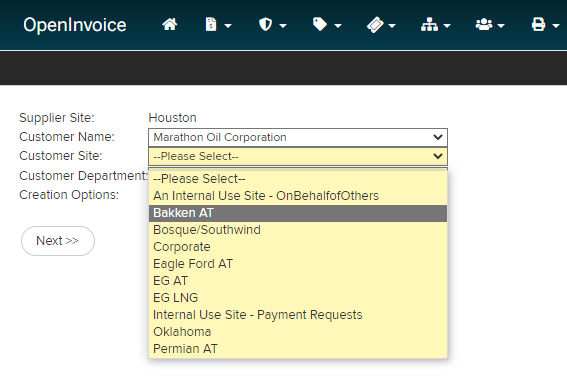 OpenInvoice
Supplier Site: Houston
Customer Name: Marathon Oil Corporation
Customer Site: --Please Select--
Customer Department:
--Please Select--
Creation Options:
An Internal Use Site - OnBehalfofOthers
Bakken AT
Bosque/Southwind
Corporate
Eagle Ford AT
EG AT
EG LNG
Internal Use Site - Payment Requests
Oklahoma
Permian AT
Next >>